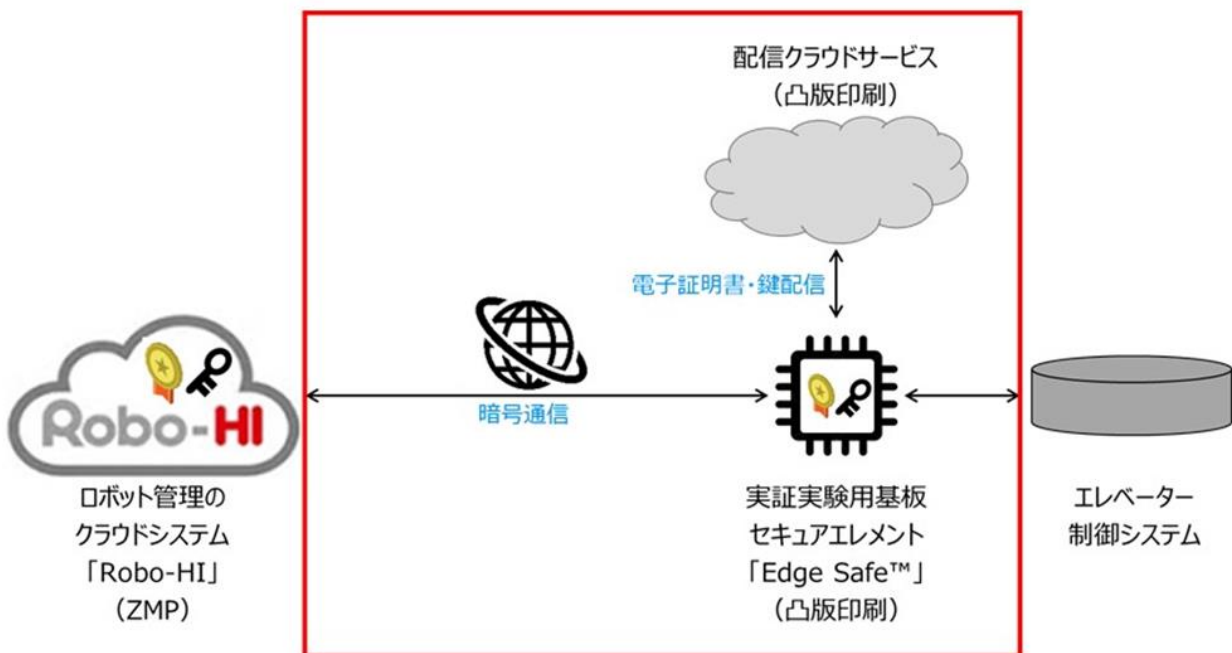 配信クラウドサービス
（凸版印刷）
電子証明書・鍵配信
暗号通信
Robo-HI
ロボット管理の
クラウドシステム
「Robo-HI」
（ZMP）
実証実験用基板
セキュアエレメント
「Edge Safe™」
（凸版印刷）
エレベーター
制御システム